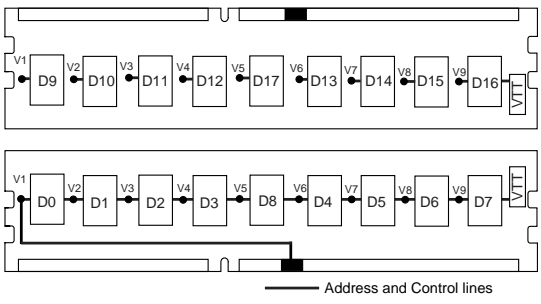 V1 V2 V3 V4 V5 V6 V7 V8 V9
D9 D10 D11 D12 D17 D13 D14 D15 D16 VTT
V1 V2 V3 V4 V5 V6 V7 V8 V9
D0 D1 D2 D3 D8 D4 D5 D6 D7 VTT
Address and Control lines